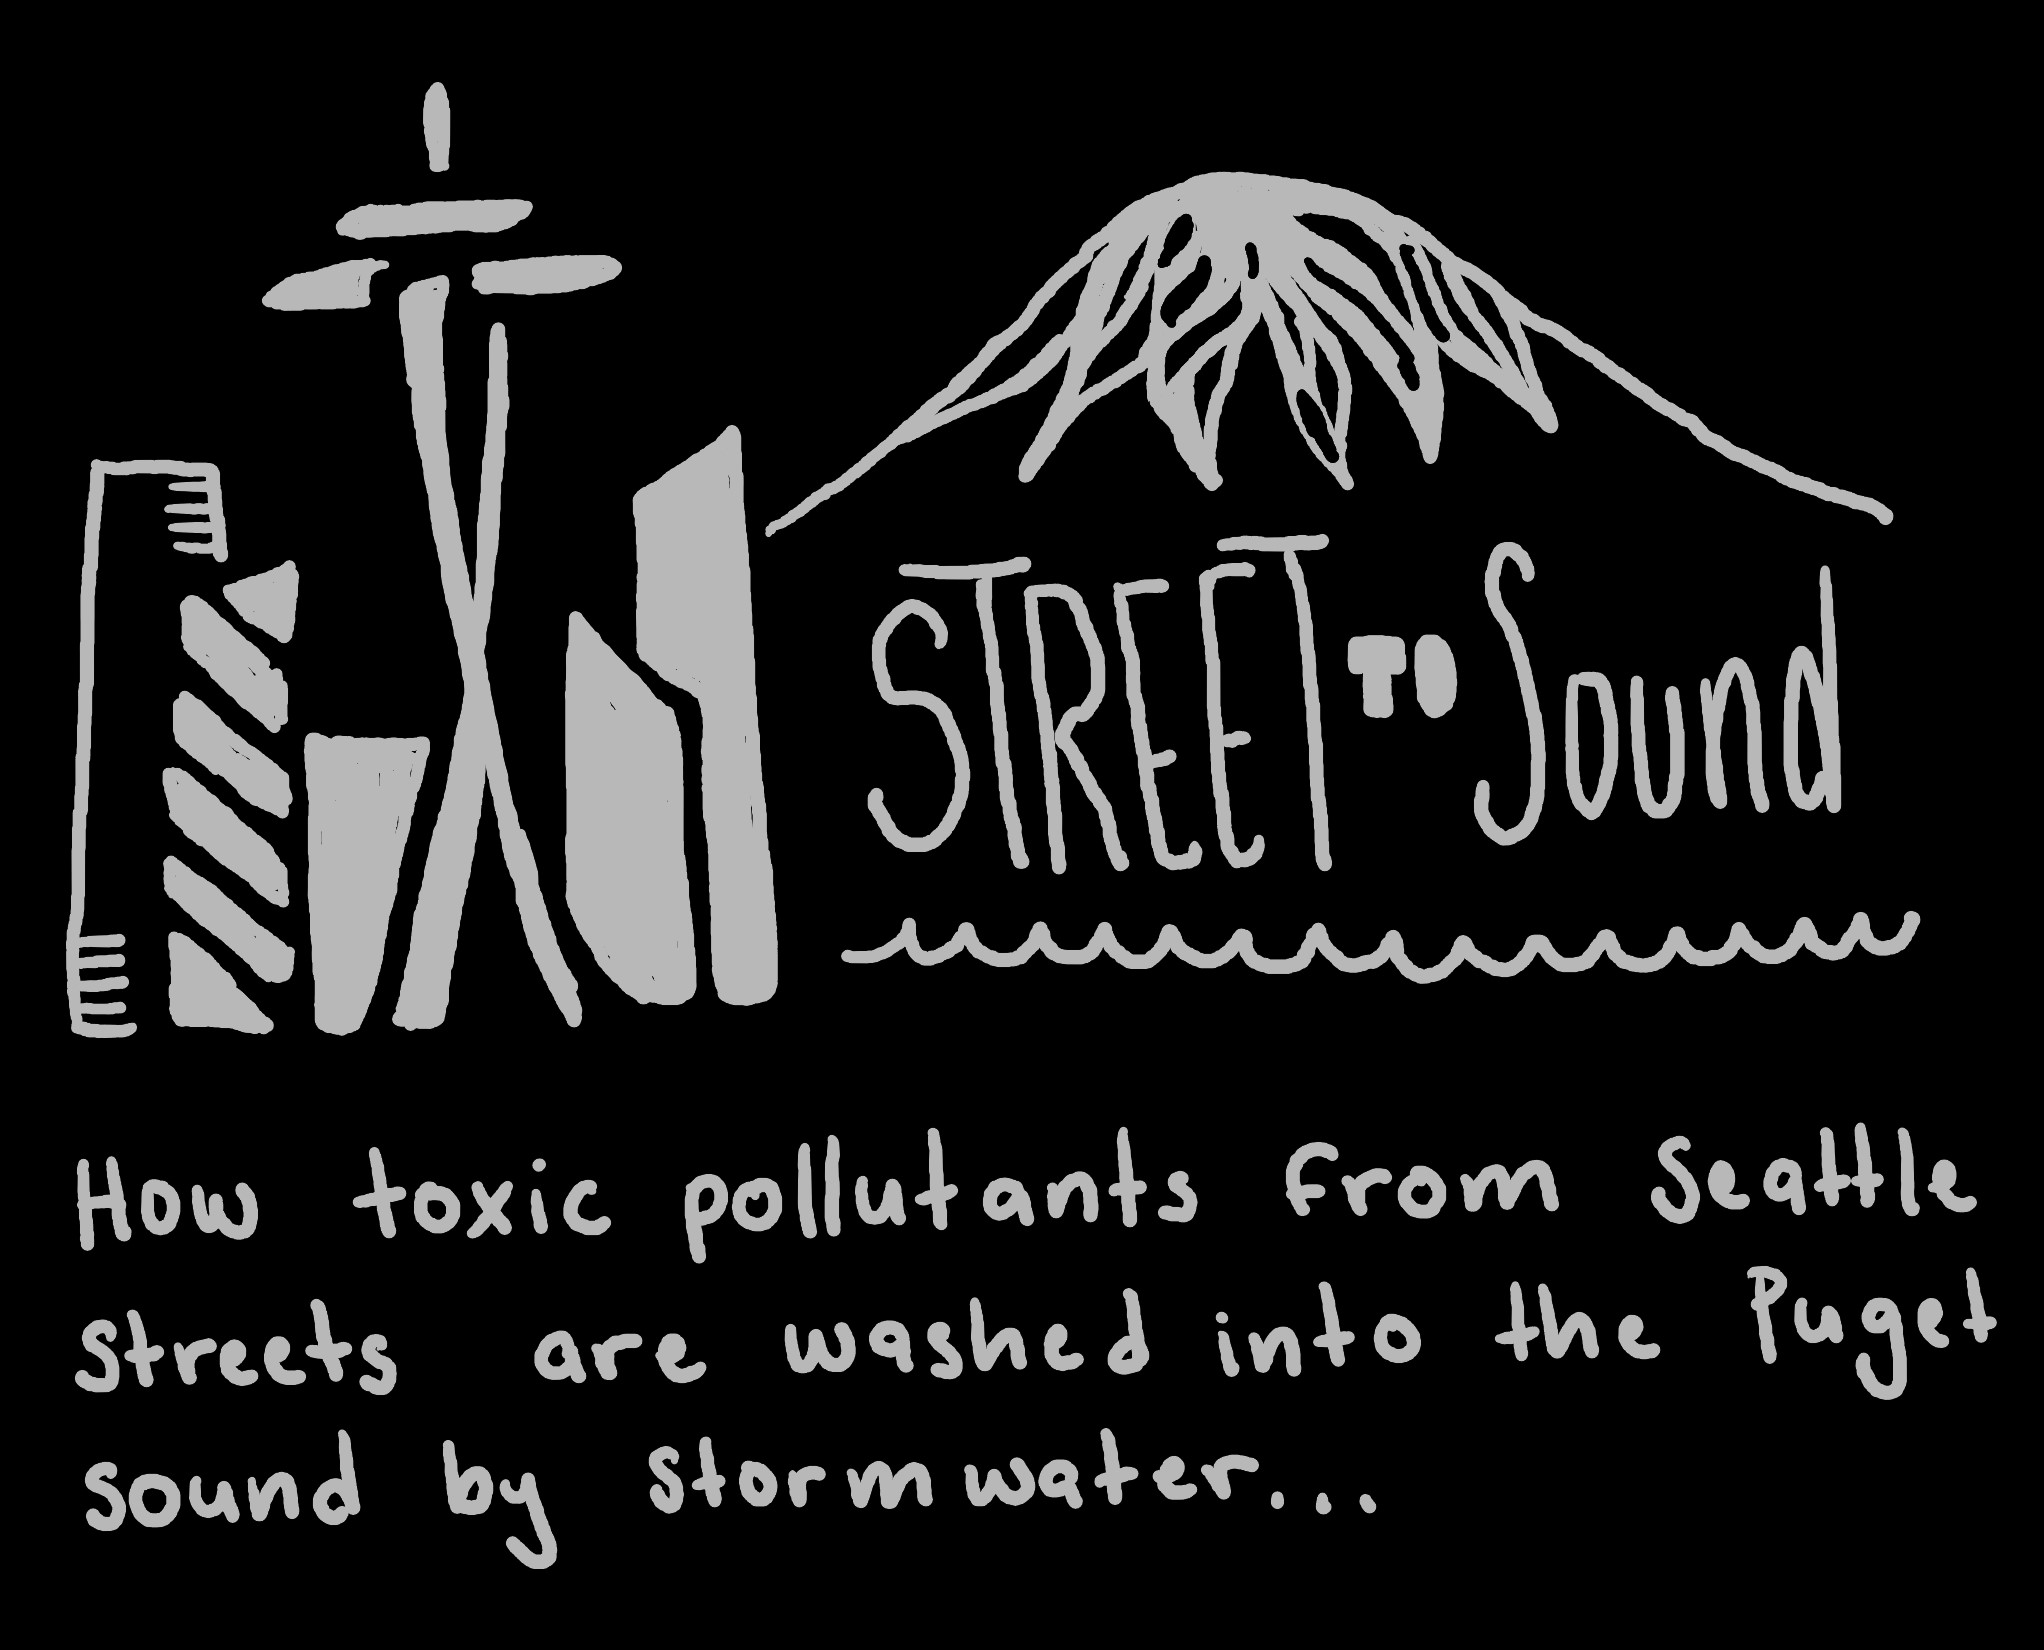 STREET TO Sound
How toxic pollutants from Seattle
streets are washed into the Puget
sound by stormwater...